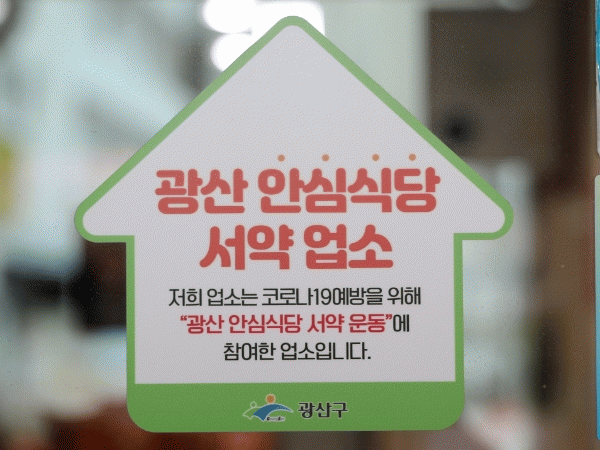 광산 안심식당
서약 업소
저희 업소는 코로나19예방을 위해
“광산 안심식당 서약 운동”에
참여한 업소입니다.
광산구